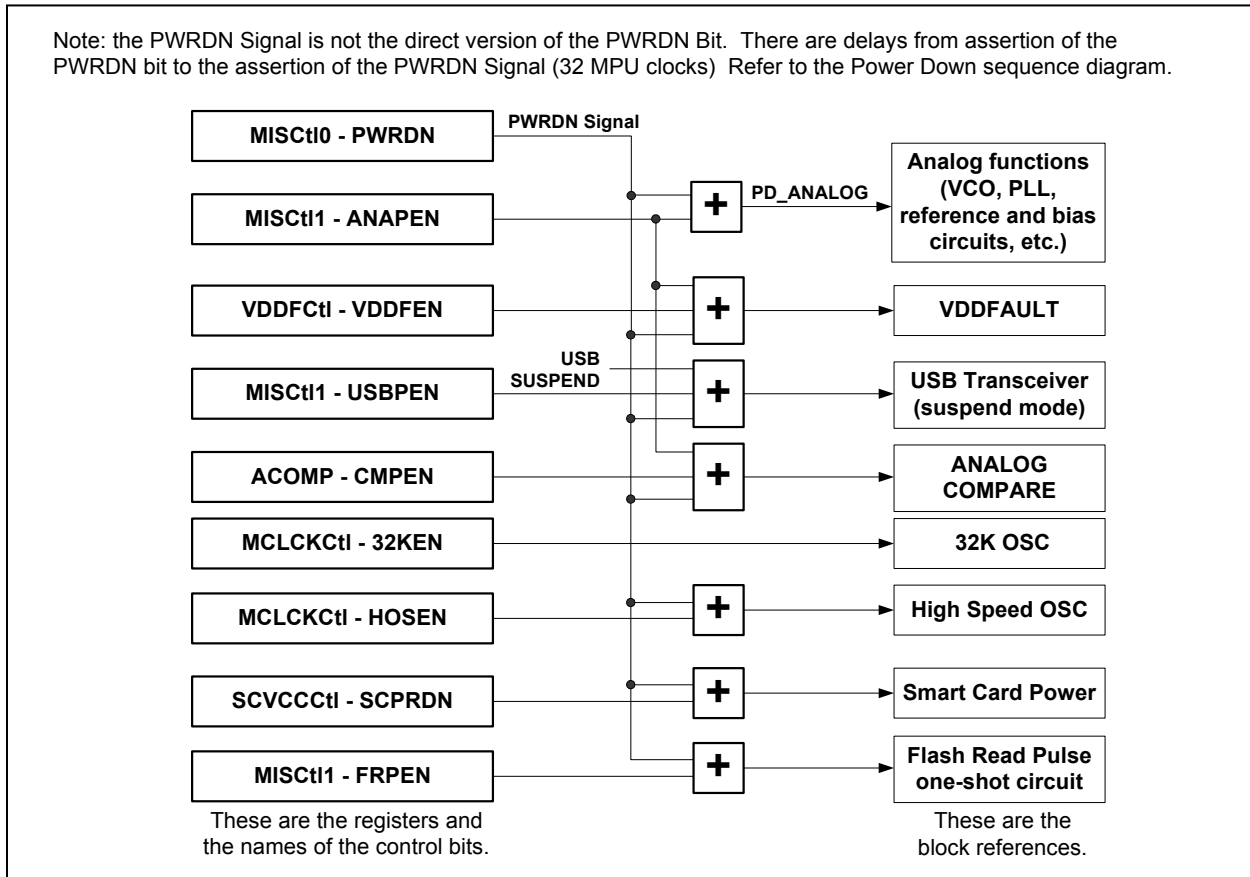 Note: the PWRDN Signal is not the direct version of the PWRDN Bit. There are delays from assertion of the
PWRDN bit to the assertion of the PWRDN Signal (32 MPU clocks) Refer to the Power Down sequence diagram.
MISCtl0 - PWRDN
PWRDN Signal
MISCtl1 - ANAPEN
+
PD_ANALOG
Analog functions
(VCO, PLL,
reference and bias
circuits, etc.)
VDDFCtl - VDDFEN
+
VDDFAULT
MISCtl1 - USBPEN
USB
SUSPEND
+
USB Transceiver
(suspend mode)
ACOMP - CMPEN
+
ANALOG
COMPARE
MCLCKCtl - 32KEN
32K OSC
MCLCKCtl - HOSEN
+
High Speed OSC
SCVCCCtl - SCPRDN
+
Smart Card Power
MISCtl1 - FRPEN
+
Flash Read Pulse
one-shot circuit
These are the registers and
the names of the control bits.
These are the
block references.